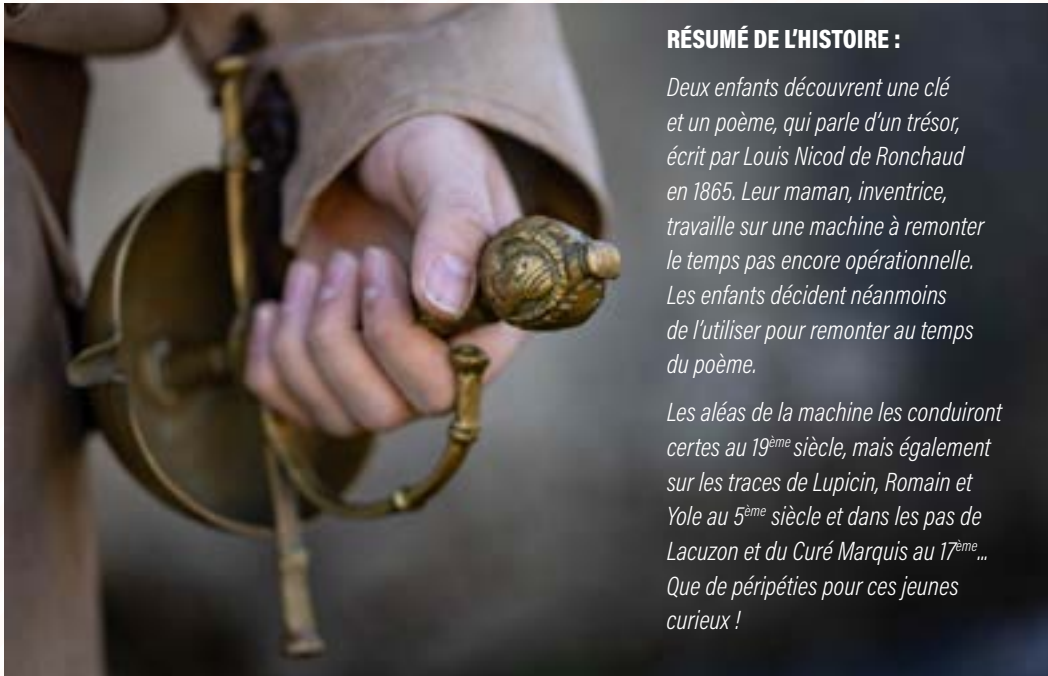 RÉSUMÉ DE L'HISTOIRE :
Deux enfants découvrent une clé
et un poème, qui parle d'un trésor,
écrit par Louis Nicod de Ronchaud
en 1865. Leur maman, inventrice,
travaille sur une machine à remonter
le temps pas encore opérationnelle.
Les enfants décident néanmoins
de l'utiliser pour remonter au temps
du poème.
Les aléas de la machine les conduiront
certes au 19ème siècle, mais également
sur les traces de Lupicin, Romain et
Yole au 5ème siècle et dans les pas de
Lacuzon et du Curé Marquis au 17ème...
Que de péripéties pour ces jeunes
curieux !